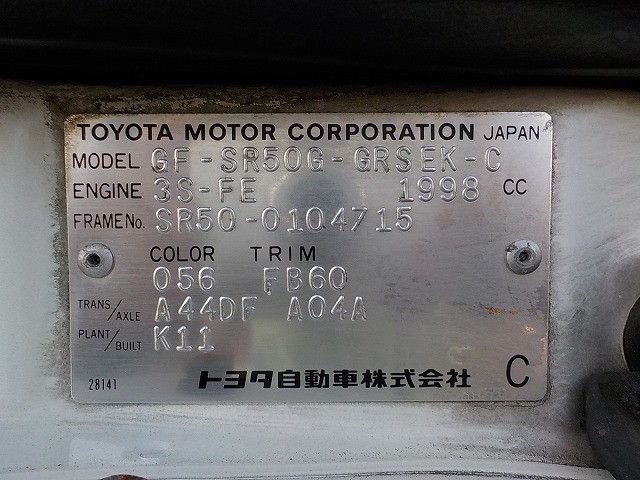 TOYOTA MOTOR CORPORATION JAPAN
MODEL GF-SR50G-GRSEK-C
ENGINE 3S-FE 1998 CC
FRAME No. SR50-0104715
COLOR TRIM
056 FB60
TRANS/AXLE A44DF A04A
PLANT/BUILT K11
28141 トヨタ自動車株式会社 C